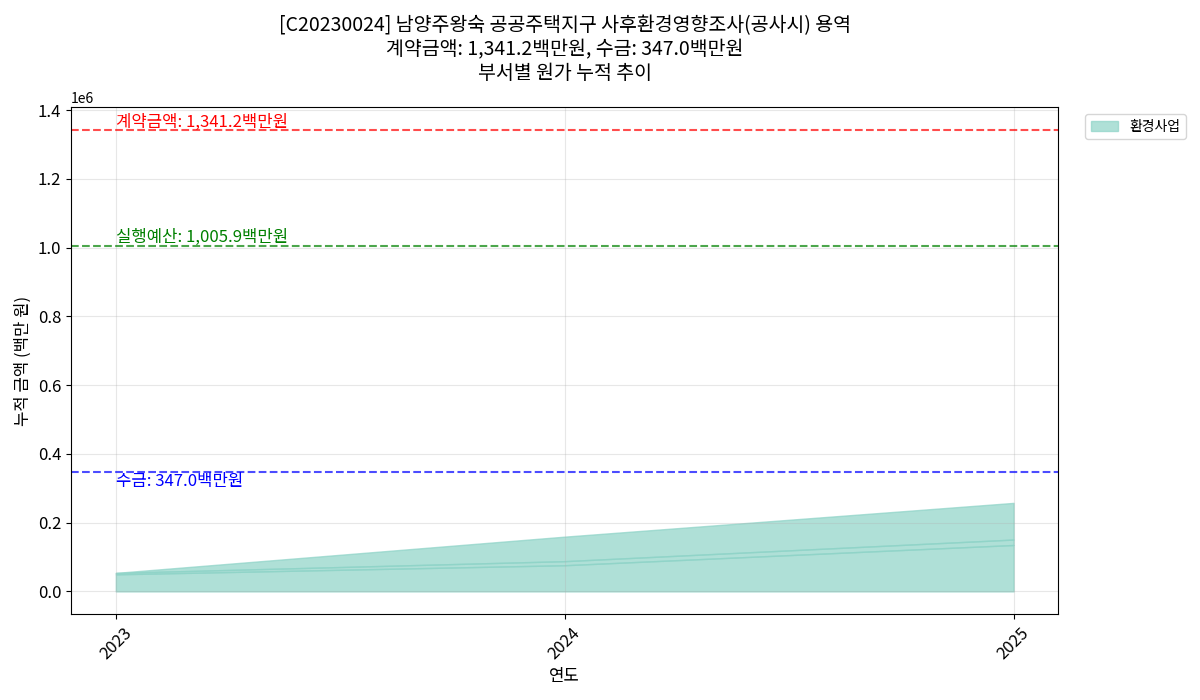 [C20230024] 남양주왕숙 공공주택지구 사후환경영향조사(공사시) 용역
계약금액: 1,341.2백만원, 수금: 347.0백만원
부서별 원가 누적 추이
1e6
1.4
1.2
1.0
0.8
0.6
0.4
0.2
0.0
누적 금액 (백만 원)
계약금액: 1,341.2백만원
실행예산: 1,005.9백만원
수금: 347.0백만원
환경사업
2023
2024
2025
연도